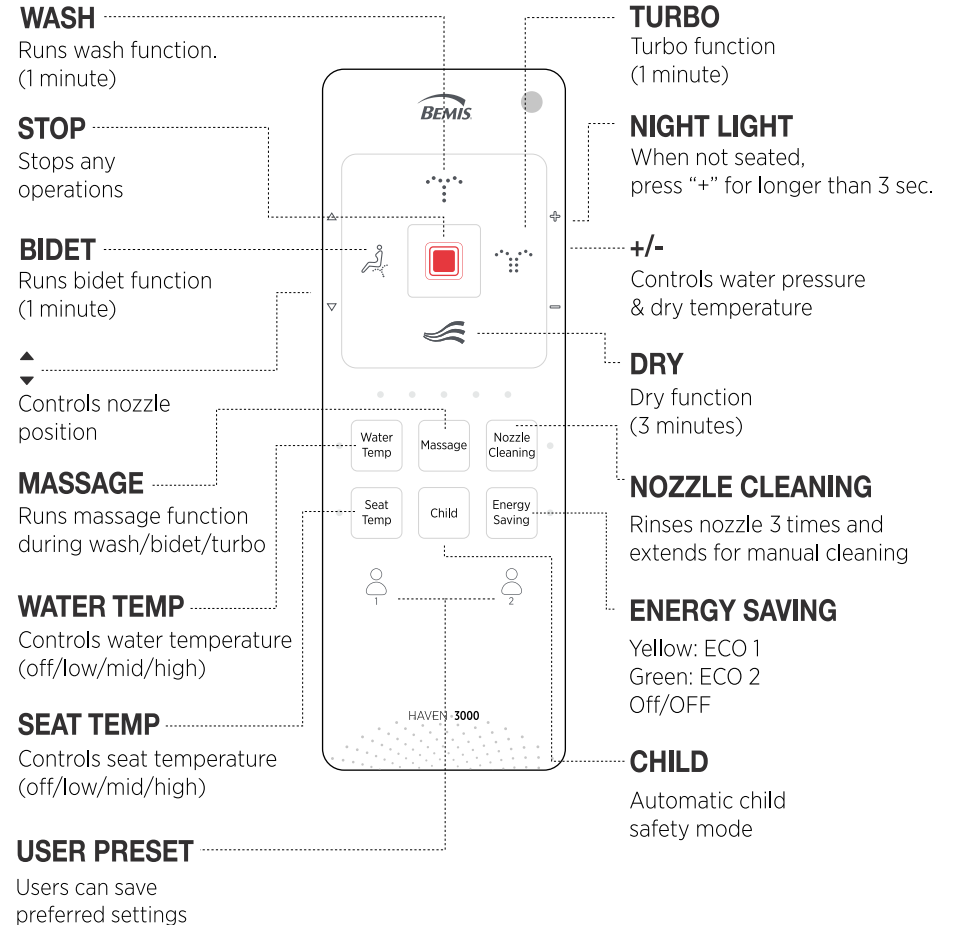 WASH
Runs wash function.
(1 minute)
STOP
Stops any
operations
BIDET
Runs bidet function
(1 minute)
▲
▼
Controls nozzle
position
MASSAGE
Runs massage function
during wash/bidet/turbo
WATER TEMP
Controls water temperature
(off/low/mid/high)
SEAT TEMP
Controls seat temperature
(off/low/mid/high)
USER PRESET
Users can save
preferred settings
BEMIS
△
▽
+
−
Water
Temp
Massage
Nozzle
Cleaning
Seat
Temp
Child
Energy
Saving
1
2
HAVEN 3000
TURBO
Turbo function
(1 minute)
NIGHT LIGHT
When not seated,
press “+” for longer than 3 sec.
+/-
Controls water pressure
& dry temperature
DRY
Dry function
(3 minutes)
NOZZLE CLEANING
Rinses nozzle 3 times and
extends for manual cleaning
ENERGY SAVING
Yellow: ECO 1
Green: ECO 2
Off/OFF
CHILD
Automatic child
safety mode